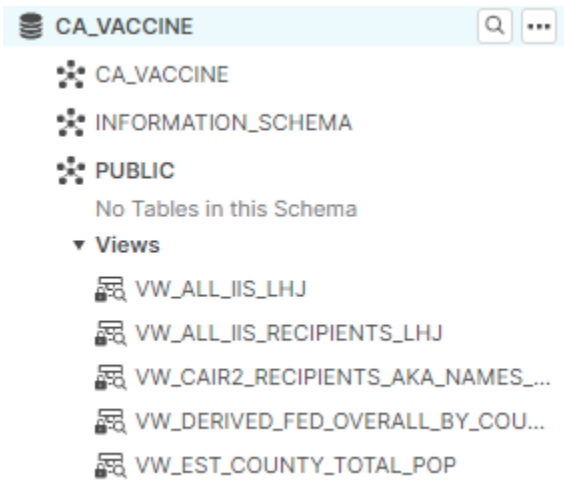 CA_VACCINE
CA_VACCINE
INFORMATION_SCHEMA
PUBLIC
No Tables in this Schema
Views
VW_ALL_IIS_LHJ
VW_ALL_IIS_RECIPIENTS_LHJ
VW_CAIR2_RECIPIENTS_AKA_NAMES_...
VW_DERIVED_FED_OVERALL_BY_COU...
VW_EST_COUNTY_TOTAL_POP